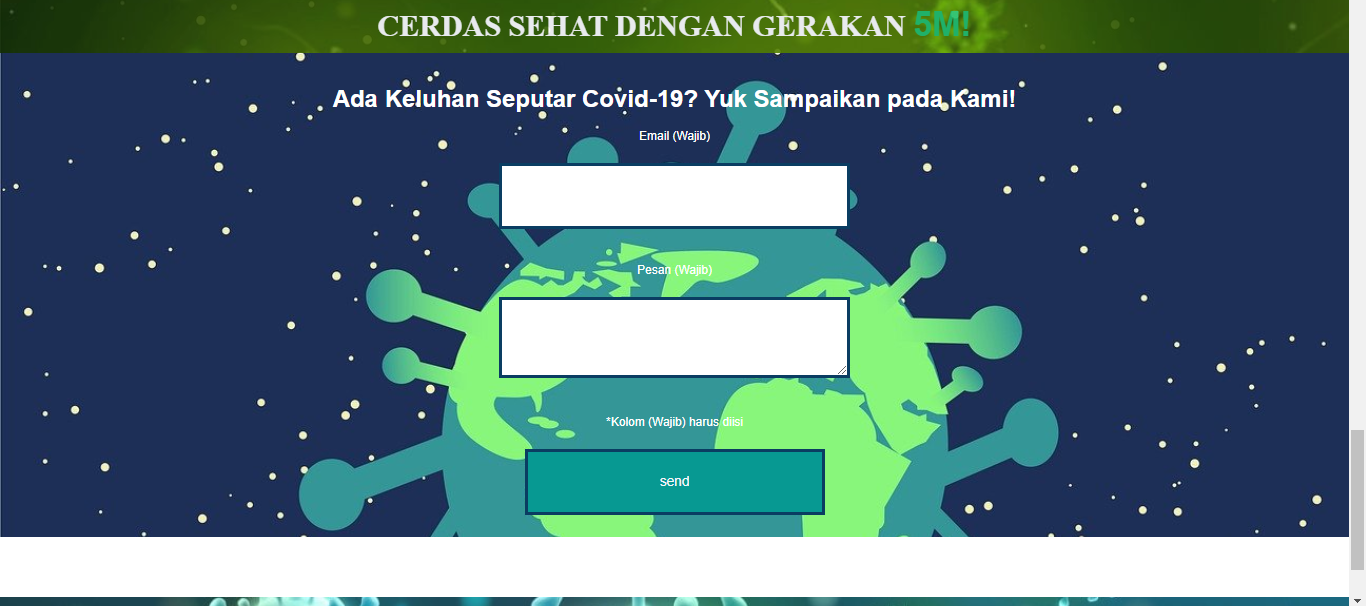 CERDAS SEHAT DENGAN GERAKAN 5M!
Ada Keluhan Seputar Covid-19? Yuk Sampaikan pada Kami!
Email (Wajib)
Pesan (Wajib)
*Kolom (Wajib) harus diisi
send